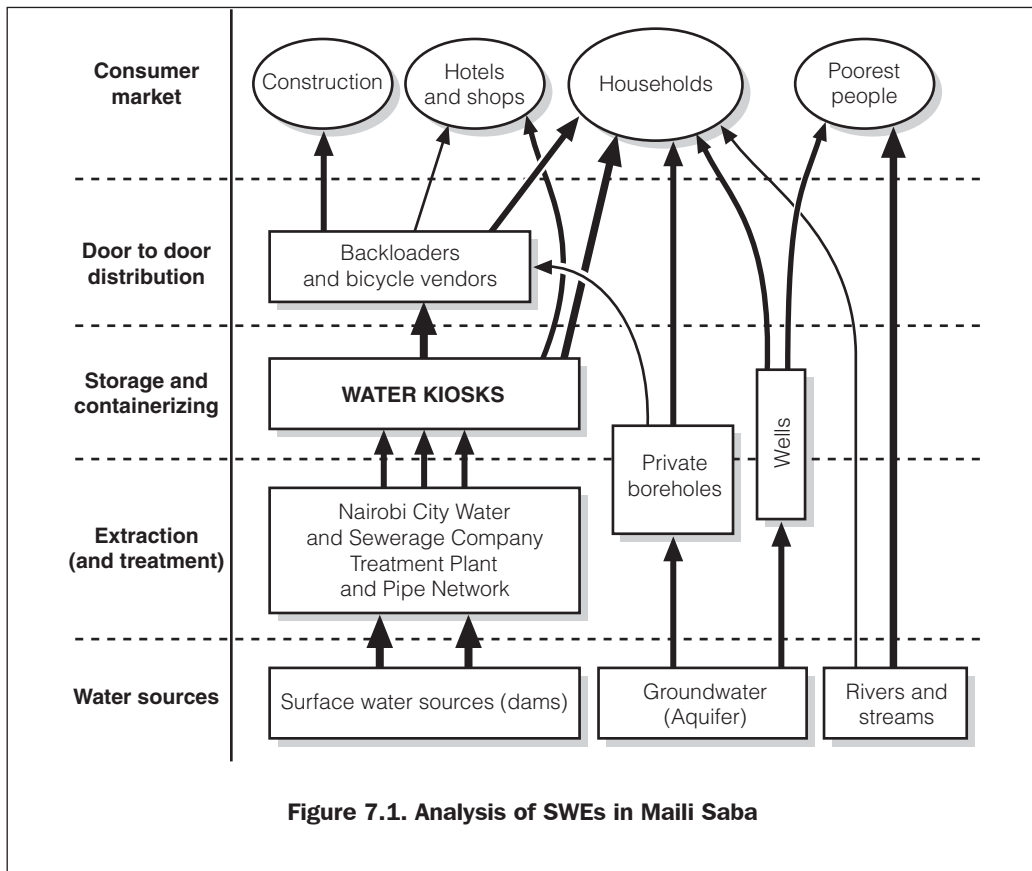 Consumer
market
Construction
Hotels
and shops
Households
Poorest
people
Door to door
distribution
Backloaders
and bicycle vendors
Storage and
containerizing
WATER KIOSKS
Private
boreholes
Wells
Extraction
(and treatment)
Nairobi City Water
and Sewerage Company
Treatment Plant
and Pipe Network
Water sources
Surface water sources (dams)
Groundwater
(Aquifer)
Rivers and
streams
Figure 7.1. Analysis of SWEs in Maili Saba